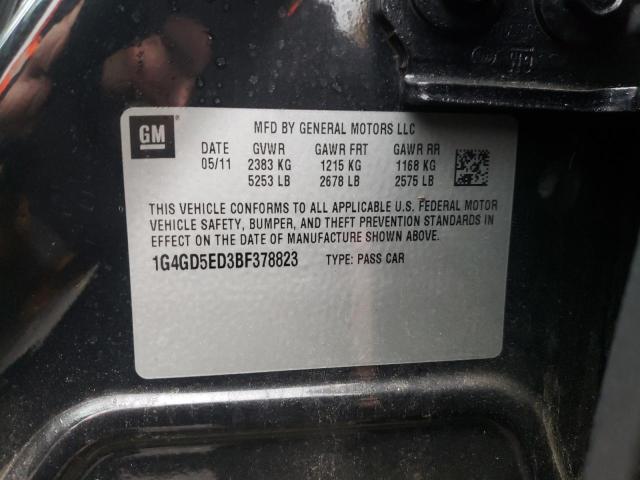 GM
MFD BY GENERAL MOTORS LLC
DATE GVWR GAWR FRT GAWR RR
05/11 2383 KG 1215 KG 1168 KG
5253 LB 2678 LB 2575 LB
THIS VEHICLE CONFORMS TO ALL APPLICABLE U.S. FEDERAL MOTOR
VEHICLE SAFETY, BUMPER, AND THEFT PREVENTION STANDARDS IN
EFFECT ON THE DATE OF MANUFACTURE SHOWN ABOVE.
1G4GD5ED3BF378823 TYPE: PASS CAR